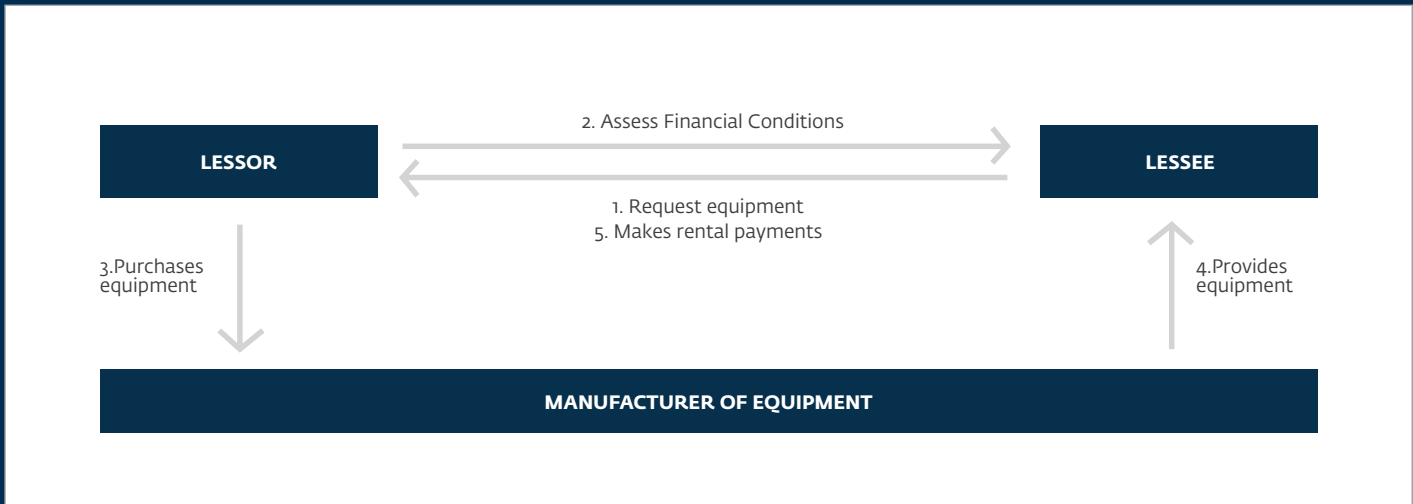 2. Assess Financial Conditions
LESSOR
LESSEE
1. Request equipment
5. Makes rental payments
3.Purchases
equipment
4.Provides
equipment
MANUFACTURER OF EQUIPMENT